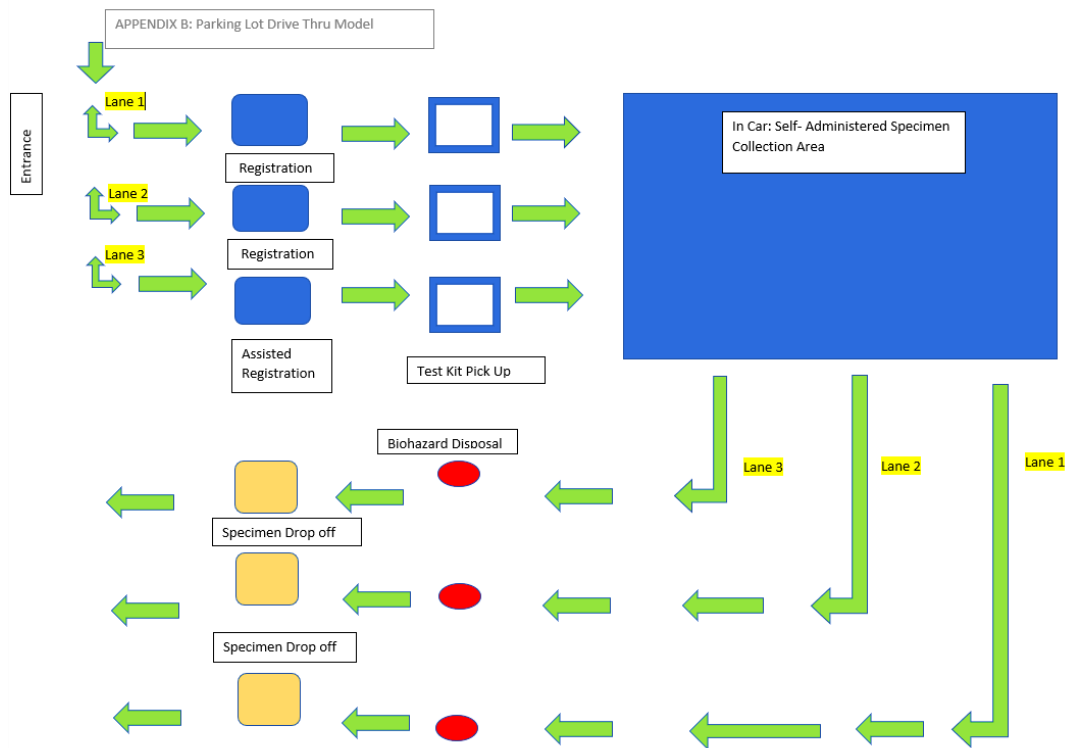 APPENDIX B: Parking Lot Drive Thru Model
Entrance
Lane 1
Registration
In Car: Self- Administered Specimen
Collection Area
Lane 2
Registration
Lane 3
Assisted
Registration
Test Kit Pick Up
Biohazard Disposal
Lane 3
Lane 2
Lane 1
Specimen Drop off
Specimen Drop off